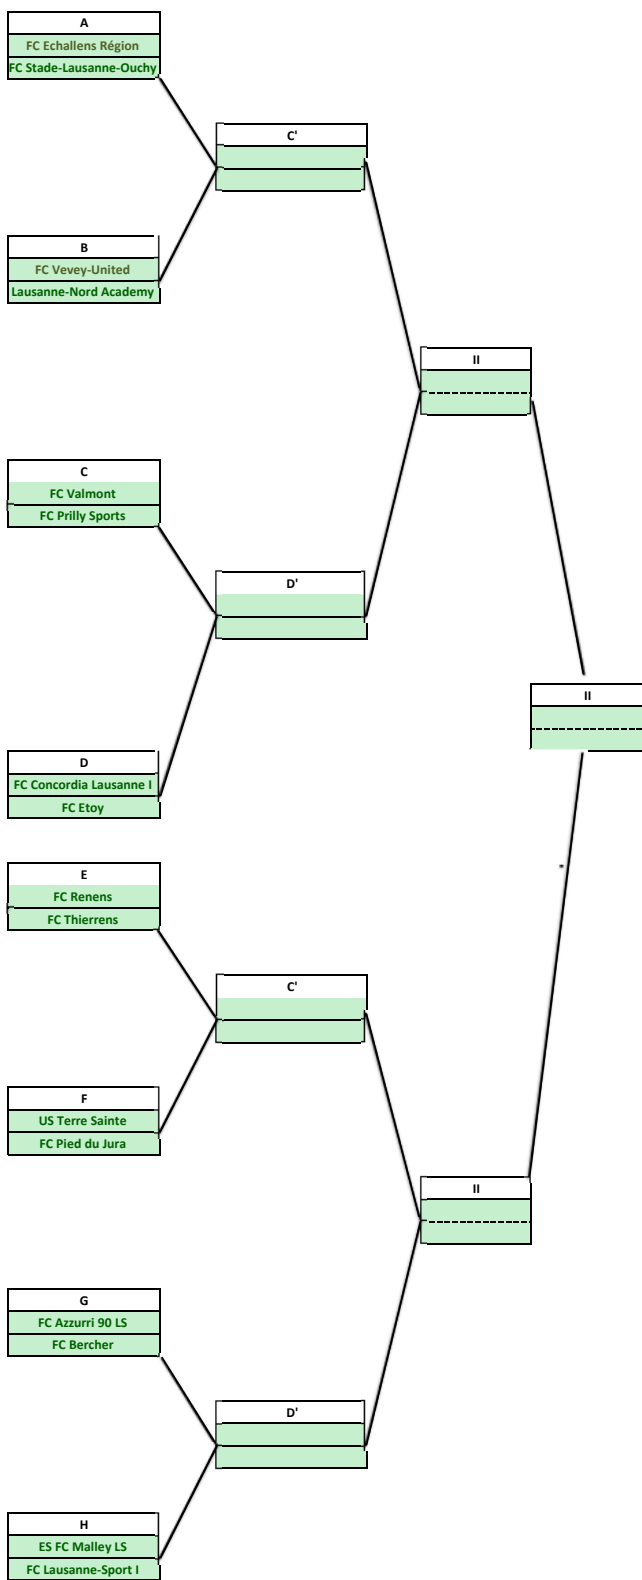 A
FC Echallens Région
FC Stade-Lausanne-Ouchy
C'
B
FC Vevey-United
Lausanne-Nord Academy
II
C
FC Valmont
FC Prilly Sports
D'
II
D
FC Concordia Lausanne I
FC Etoy
E
FC Renens
FC Thierrens
C'
F
US Terre Sainte
FC Pied du Jura
II
G
FC Azzurri 90 LS
FC Bercher
D'
H
ES FC Malley LS
FC Lausanne-Sport I